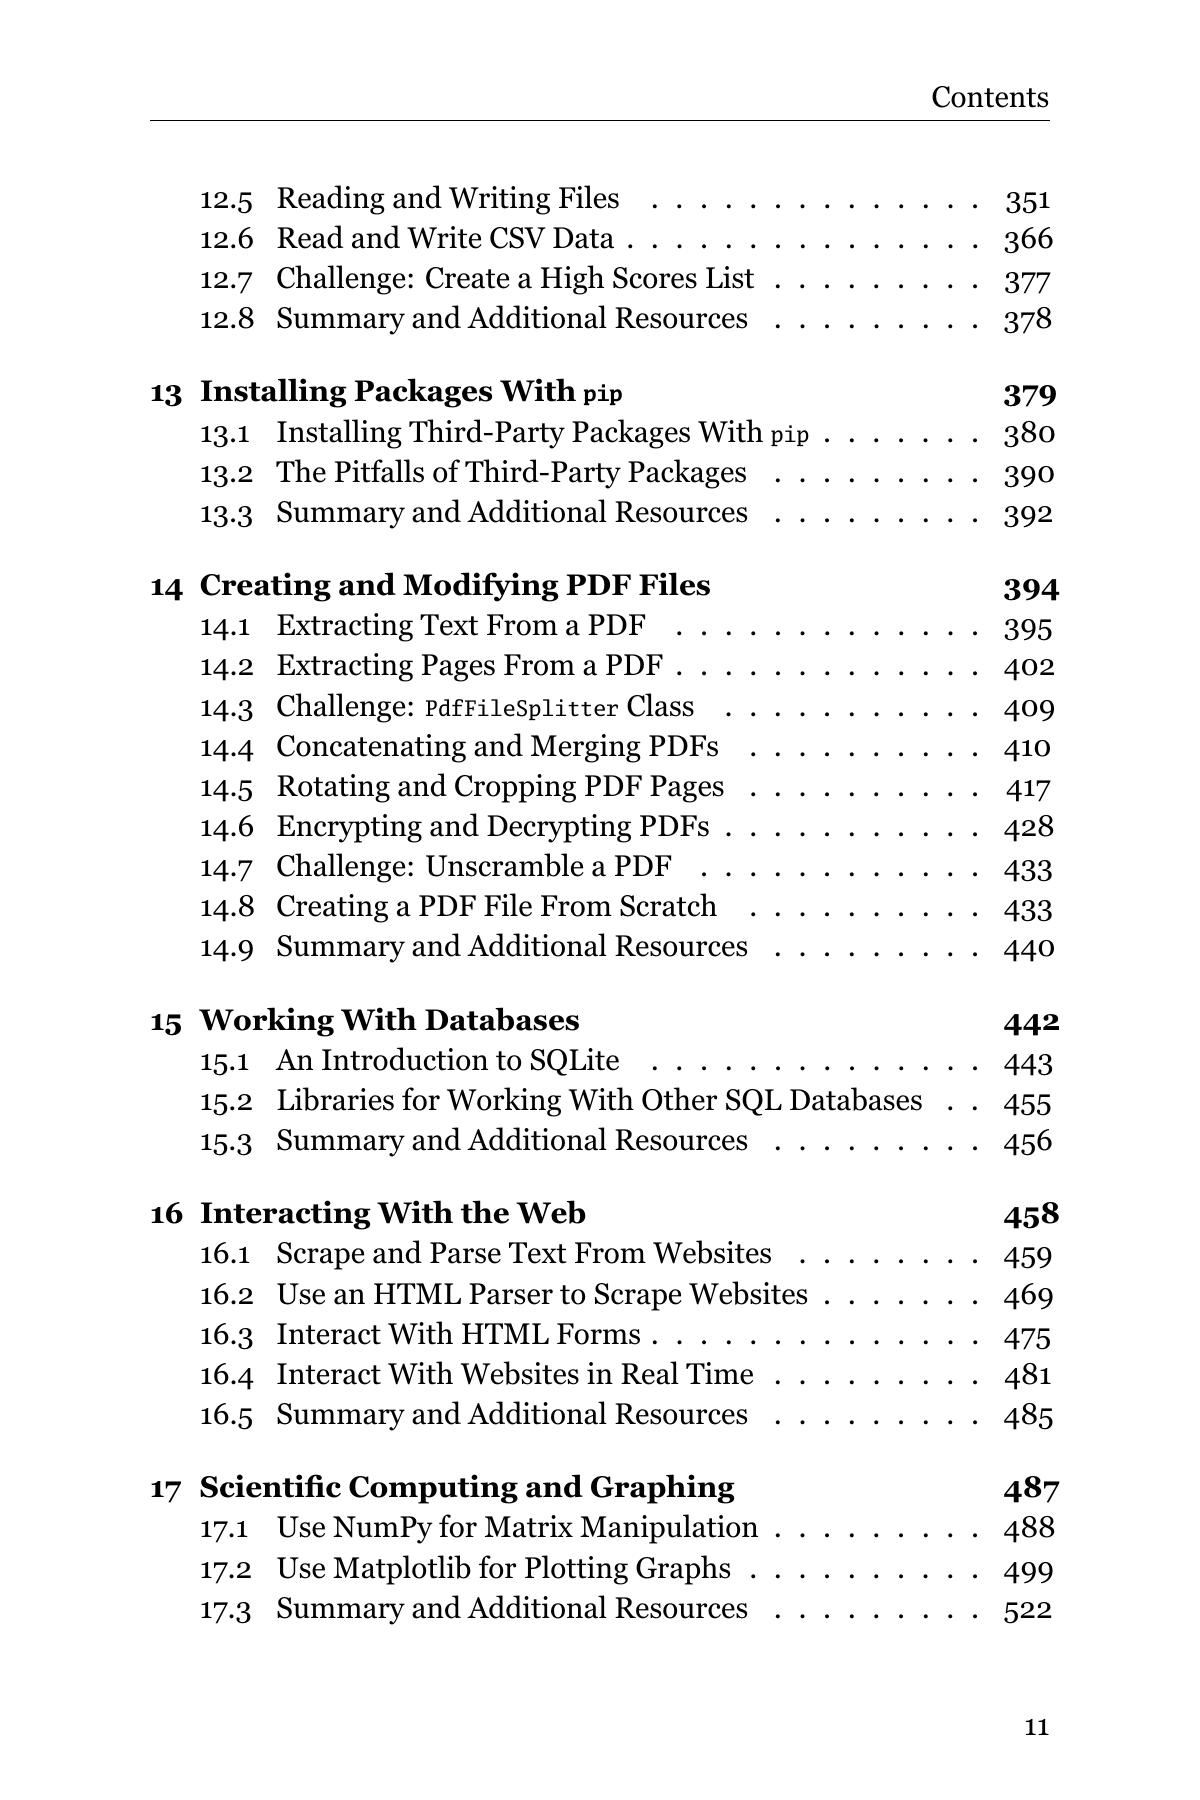 Contents
12.5 Reading and Writing Files . . . . . . . . . . . . . . 351
12.6 Read and Write CSV Data . . . . . . . . . . . . . . . 366
12.7 Challenge: Create a High Scores List . . . . . . . . . 377
12.8 Summary and Additional Resources . . . . . . . . . 378
13 Installing Packages With pip 379
13.1 Installing Third-Party Packages With pip . . . . . . . 380
13.2 The Pitfalls of Third-Party Packages . . . . . . . . . 390
13.3 Summary and Additional Resources . . . . . . . . . 392
14 Creating and Modifying PDF Files 394
14.1 Extracting Text From a PDF . . . . . . . . . . . . . 395
14.2 Extracting Pages From a PDF . . . . . . . . . . . . . 402
14.3 Challenge: PdfFileSplitter Class . . . . . . . . . . . 409
14.4 Concatenating and Merging PDFs . . . . . . . . . . 410
14.5 Rotating and Cropping PDF Pages . . . . . . . . . . 417
14.6 Encrypting and Decrypting PDFs . . . . . . . . . . . 428
14.7 Challenge: Unscramble a PDF . . . . . . . . . . . . 433
14.8 Creating a PDF File From Scratch . . . . . . . . . . 433
14.9 Summary and Additional Resources . . . . . . . . . 440
15 Working With Databases 442
15.1 An Introduction to SQLite . . . . . . . . . . . . . . 443
15.2 Libraries for Working With Other SQL Databases . . 455
15.3 Summary and Additional Resources . . . . . . . . . 456
16 Interacting With the Web 458
16.1 Scrape and Parse Text From Websites . . . . . . . . 459
16.2 Use an HTML Parser to Scrape Websites . . . . . . . 469
16.3 Interact With HTML Forms . . . . . . . . . . . . . . 475
16.4 Interact With Websites in Real Time . . . . . . . . . 481
16.5 Summary and Additional Resources . . . . . . . . . 485
17 Scientific Computing and Graphing 487
17.1 Use NumPy for Matrix Manipulation . . . . . . . . . 488
17.2 Use Matplotlib for Plotting Graphs . . . . . . . . . . 499
17.3 Summary and Additional Resources . . . . . . . . . 522
11